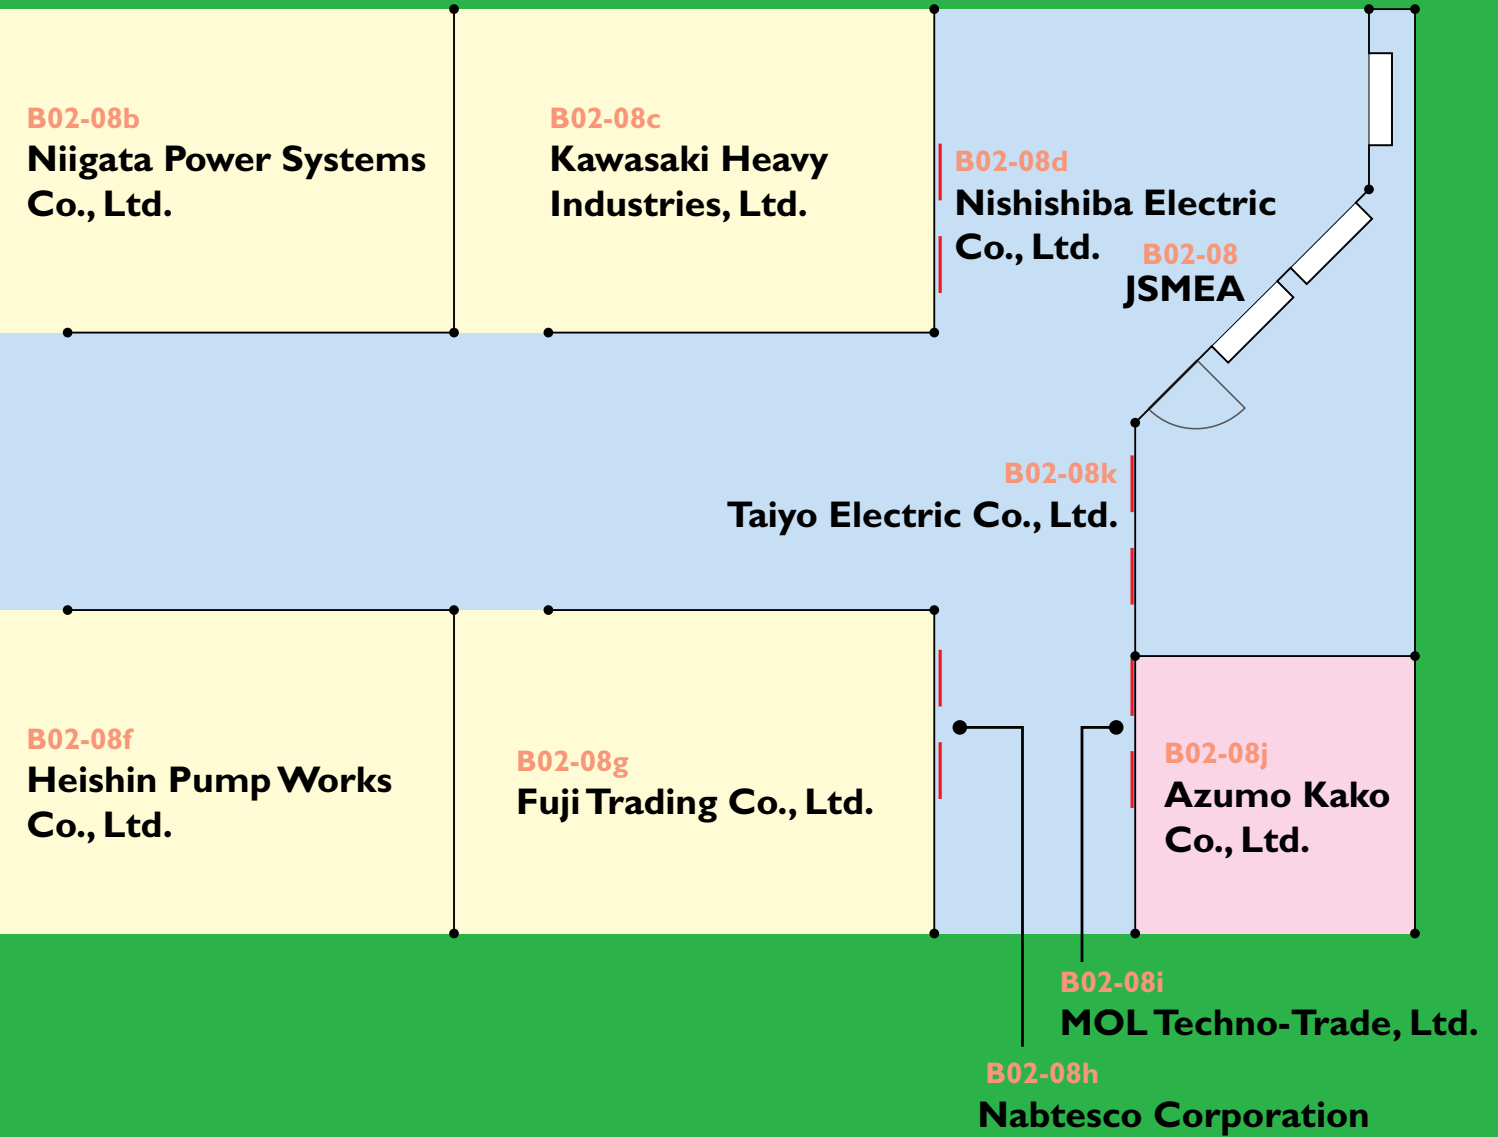 B02-08b
Niigata Power Systems
Co., Ltd.
B02-08c
Kawasaki Heavy
Industries, Ltd.
B02-08d
Nishishiba Electric
Co., Ltd.
B02-08
JSMEA
B02-08k
Taiyo Electric Co., Ltd.
B02-08f
Heishin Pump Works
Co., Ltd.
B02-08g
Fuji Trading Co., Ltd.
B02-08j
Azumo Kako
Co., Ltd.
B02-08i
MOL Techno-Trade, Ltd.
B02-08h
Nabtesco Corporation